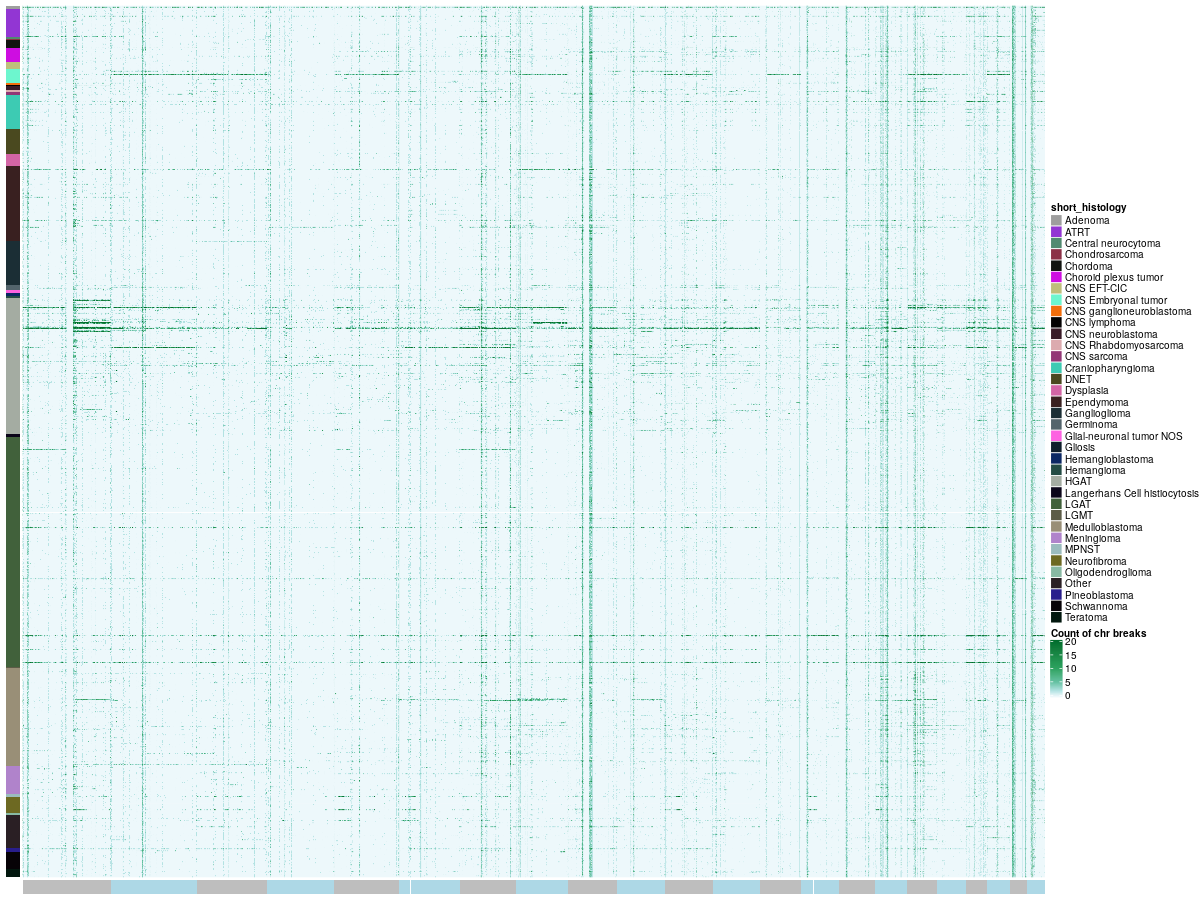 short_histology
Adenoma
ATRT
Central neurocytoma
Chondrosarcoma
Chordoma
Choroid plexus tumor
CNS EFT-CIC
CNS Embryonal tumor
CNS ganglioneuroblastoma
CNS lymphoma
CNS neuroblastoma
CNS Rhabdomyosarcoma
CNS sarcoma
Craniopharyngioma
DNET
Dysplasia
Ependymoma
Ganglioglioma
Germinoma
Glial-neuronal tumor NOS
Gliosis
Hemangioblastoma
Hemangioma
HGAT
Langerhans Cell histiocytosis
LGAT
LGMT
Medulloblastoma
Meningioma
MPNST
Neurofibroma
Oligodendroglioma
Other
Pineoblastoma
Schwannoma
Teratoma
Count of chr breaks
20
15
10
5
0